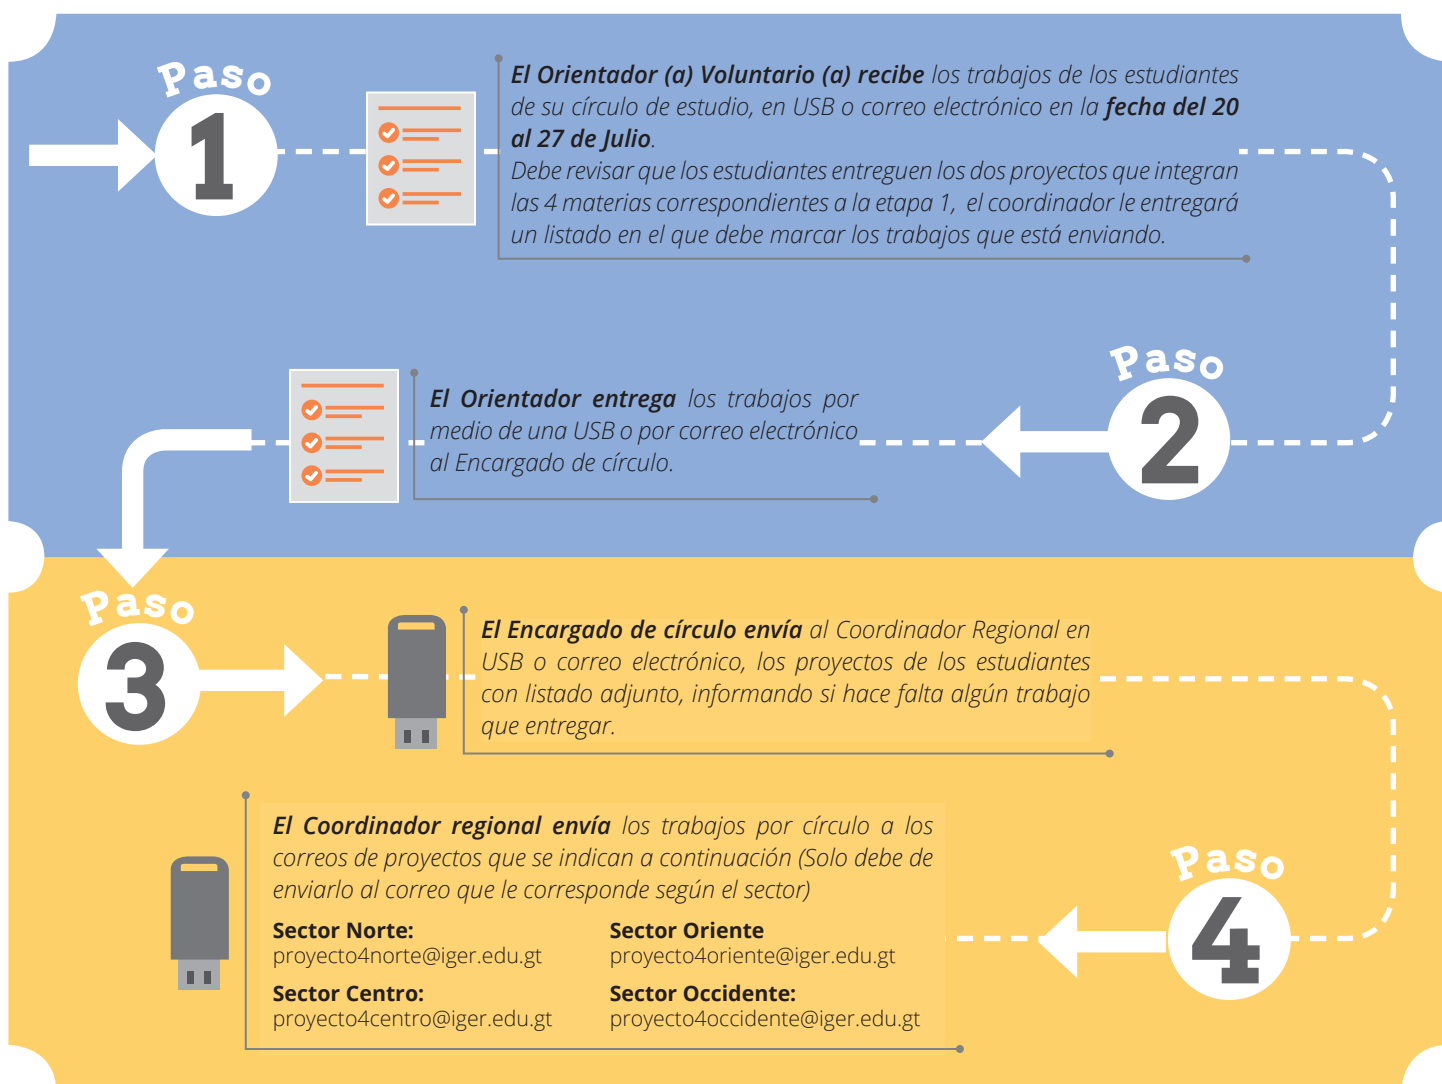 Paso
1
El Orientador (a) Voluntario (a) recibe los trabajos de los estudiantes
de su círculo de estudio, en USB o correo electrónico en la fecha del 20
al 27 de Julio.
Debe revisar que los estudiantes entreguen los dos proyectos que integran
las 4 materias correspondientes a la etapa 1, el coordinador le entregará
un listado en el que debe marcar los trabajos que está enviando.
Paso
2
El Orientador entrega los trabajos por
medio de una USB o por correo electrónico
al Encargado de círculo.
Paso
3
El Encargado de círculo envía al Coordinador Regional en
USB o correo electrónico, los proyectos de los estudiantes
con listado adjunto, informando si hace falta algún trabajo
que entregar.
Paso
4
El Coordinador regional envía los trabajos por círculo a los
correos de proyectos que se indican a continuación (Solo debe de
enviarlo al correo que le corresponde según el sector)
Sector Norte:
proyecto4norte@iger.edu.gt
Sector Oriente
proyecto4oriente@iger.edu.gt
Sector Centro:
proyecto4centro@iger.edu.gt
Sector Occidente:
proyecto4occidente@iger.edu.gt